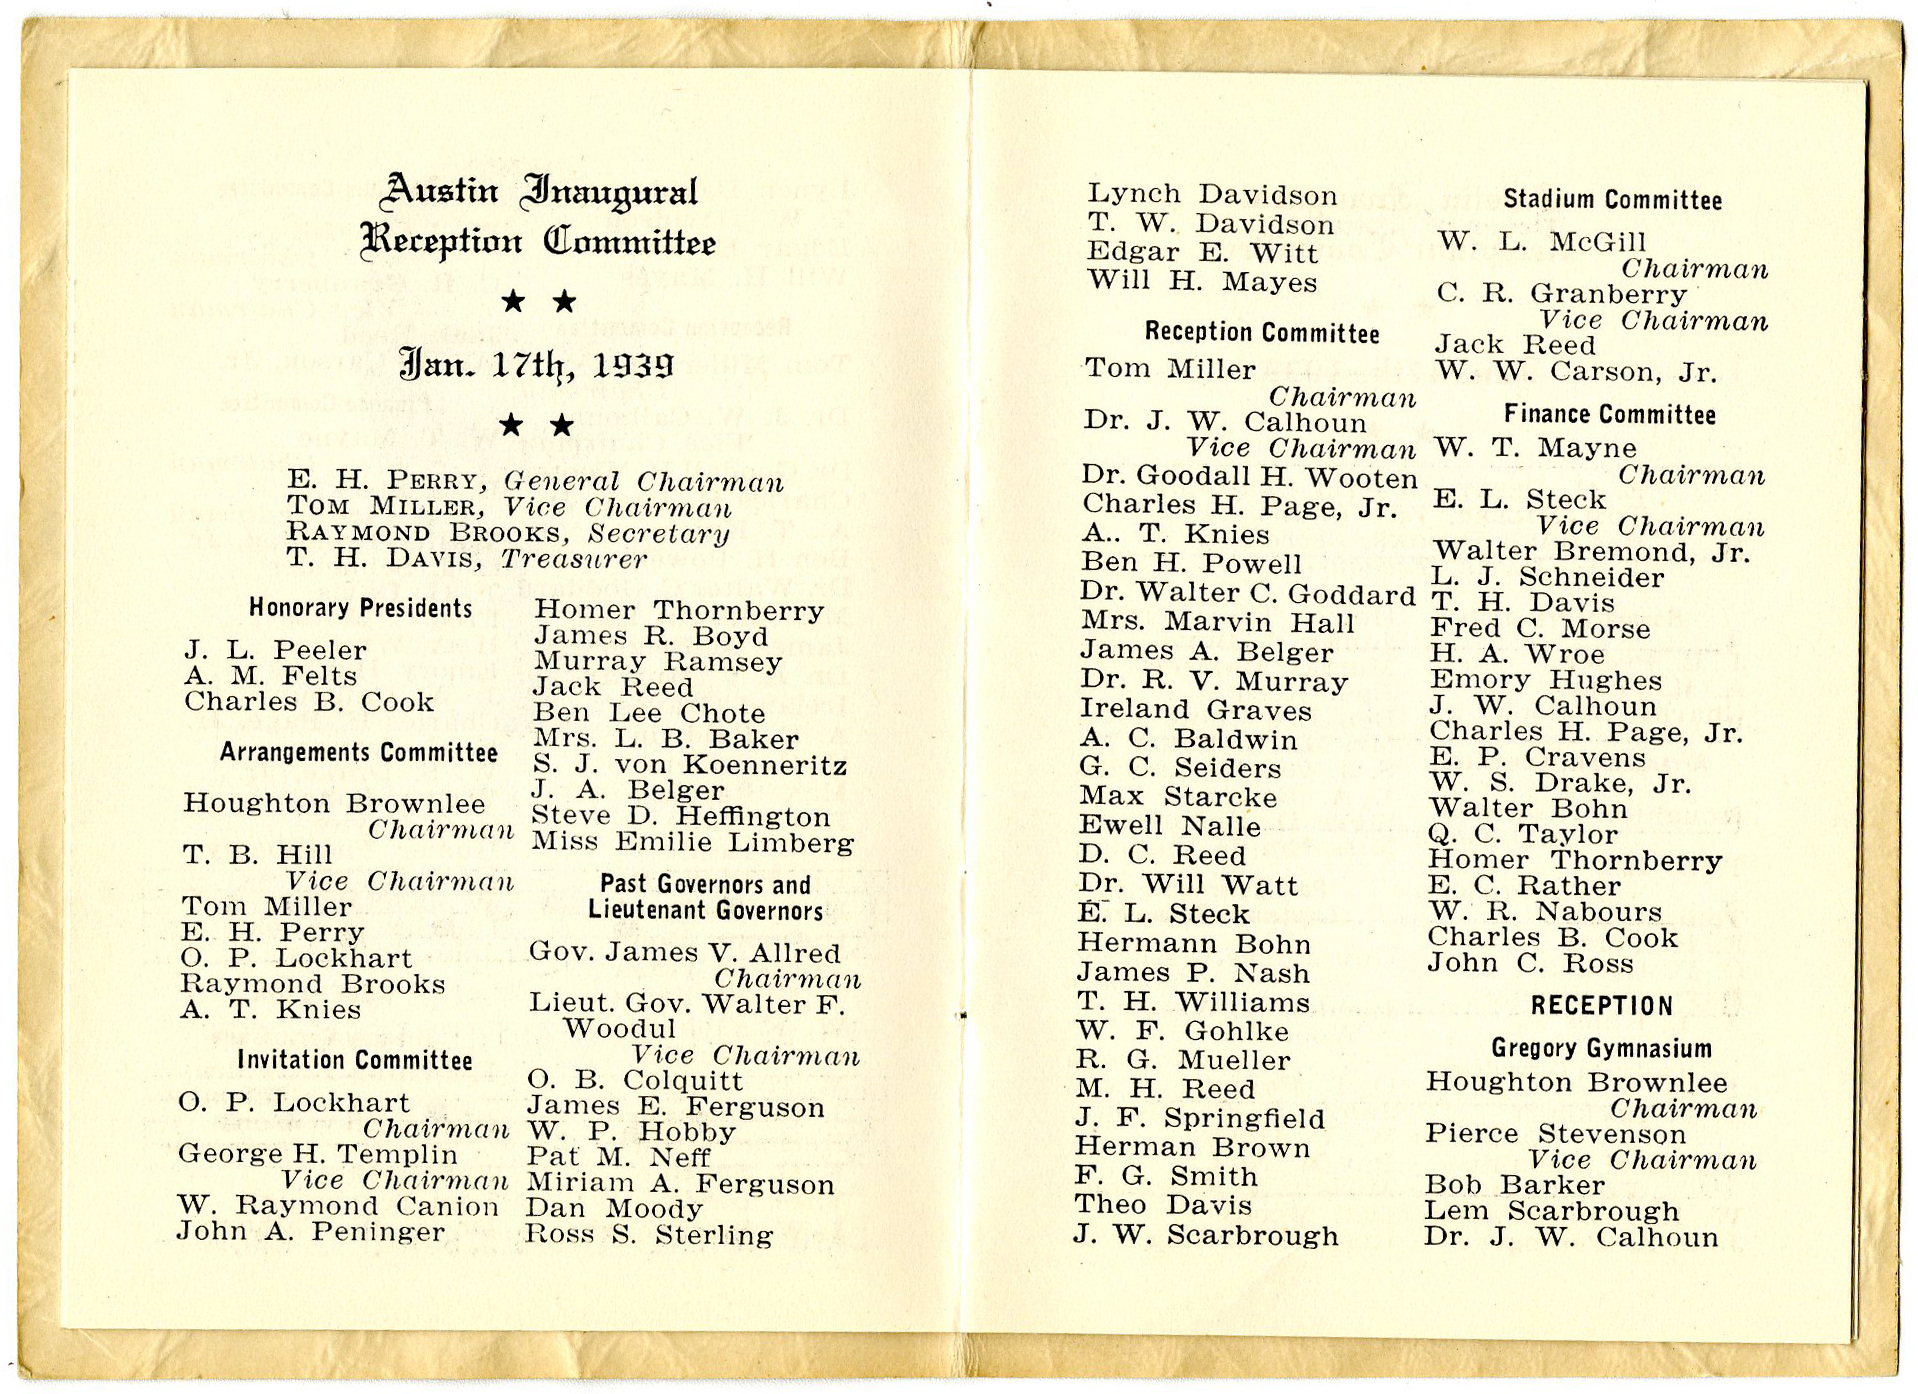 Austin Inaugural
Reception Committee
★ ★
Jan. 17th, 1939
★ ★
E. H. PERRY, General Chairman
TOM MILLER, Vice Chairman
RAYMOND BROOKS, Secretary
T. H. DAVIS, Treasurer
Honorary Presidents
J. L. Peeler
A. M. Felts
Charles B. Cook
Arrangements Committee
Houghton Brownlee
Chairman
T. B. Hill
Vice Chairman
Tom Miller
E. H. Perry
O. P. Lockhart
Raymond Brooks
A. T. Knies
Invitation Committee
O. P. Lockhart
Chairman
George H. Templin
Vice Chairman
W. Raymond Canion
John A. Peninger
Homer Thornberry
James R. Boyd
Murray Ramsey
Jack Reed
Ben Lee Chote
Mrs. L. B. Baker
S. J. von Koenneritz
J. A. Belger
Steve D. Heffington
Miss Emilie Limberg
Past Governors and
Lieutenant Governors
Gov. James V. Allred
Chairman
Lieut. Gov. Walter F.
Woodul
Vice Chairman
O. B. Colquitt
James E. Ferguson
W. P. Hobby
Pat M. Neff
Miriam A. Ferguson
Dan Moody
Ross S. Sterling
Lynch Davidson
T. W. Davidson
Edgar E. Witt
Will H. Mayes
Reception Committee
Tom Miller
Chairman
Dr. J. W. Calhoun
Vice Chairman
Dr. Goodall H. Wooten
Charles H. Page, Jr.
A.. T. Knies
Ben H. Powell
Dr. Walter C. Goddard
Mrs. Marvin Hall
James A. Belger
Dr. R. V. Murray
Ireland Graves
A. C. Baldwin
G. C. Seiders
Max Starcke
Ewell Nalle
D. C. Reed
Dr. Will Watt
E. L. Steck
Hermann Bohn
James P. Nash
T. H. Williams
W. F. Gohlke
R. G. Mueller
M. H. Reed
J. F. Springfield
Herman Brown
F. G. Smith
Theo Davis
J. W. Scarbrough
Stadium Committee
W. L. McGill
Chairman
C. R. Granberry
Vice Chairman
Jack Reed
W. W. Carson, Jr.
Finance Committee
W. T. Mayne
Chairman
E. L. Steck
Vice Chairman
Walter Bremond, Jr.
L. J. Schneider
T. H. Davis
Fred C. Morse
H. A. Wroe
Emory Hughes
J. W. Calhoun
Charles H. Page, Jr.
E. P. Cravens
W. S. Drake, Jr.
Walter Bohn
Q. C. Taylor
Homer Thornberry
E. C. Rather
W. R. Nabours
Charles B. Cook
John C. Ross
RECEPTION
Gregory Gymnasium
Houghton Brownlee
Chairman
Pierce Stevenson
Vice Chairman
Bob Barker
Lem Scarbrough
Dr. J. W. Calhoun